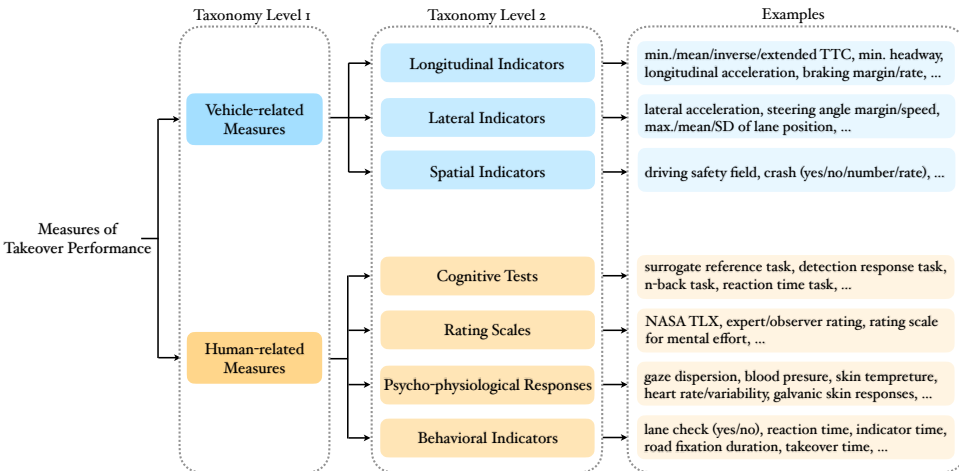 Taxonomy Level 1
Taxonomy Level 2
Examples
Measures of
Takeover Performance
Vehicle-related
Measures
Longitudinal Indicators
min./mean/inverse/extended TTC, min. headway,
longitudinal acceleration, braking margin/rate, ...
Lateral Indicators
lateral acceleration, steering angle margin/speed,
max./mean/SD of lane position, ...
Spatial Indicators
driving safety field, crash (yes/no/number/rate), ...
Human-related
Measures
Cognitive Tests
surrogate reference task, detection response task,
n-back task, reaction time task, ...
Rating Scales
NASA TLX, expert/observer rating, rating scale
for mental effort, ...
Psycho-physiological Responses
gaze dispersion, blood presure, skin tempreture,
heart rate/variability, galvanic skin responses, ...
Behavioral Indicators
lane check (yes/no), reaction time, indicator time,
road fixation duration, takeover time, ...